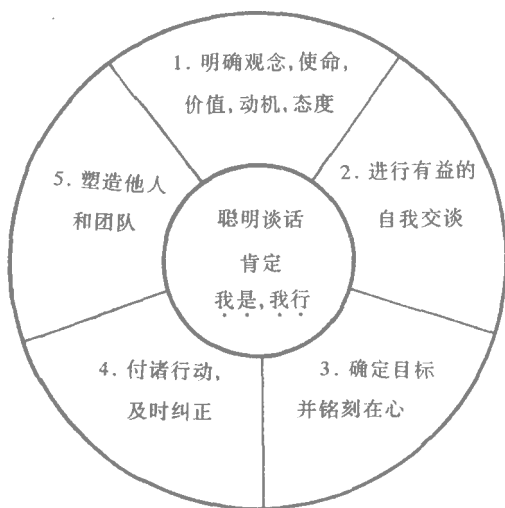 1. 明确观念,使命,
价值,动机,态度
2. 进行有益的
自我交谈
3. 确定目标
并铭刻在心
4. 付诸行动,
及时纠正
5. 塑造他人
和团队
聪明谈话
肯定
我是,我行